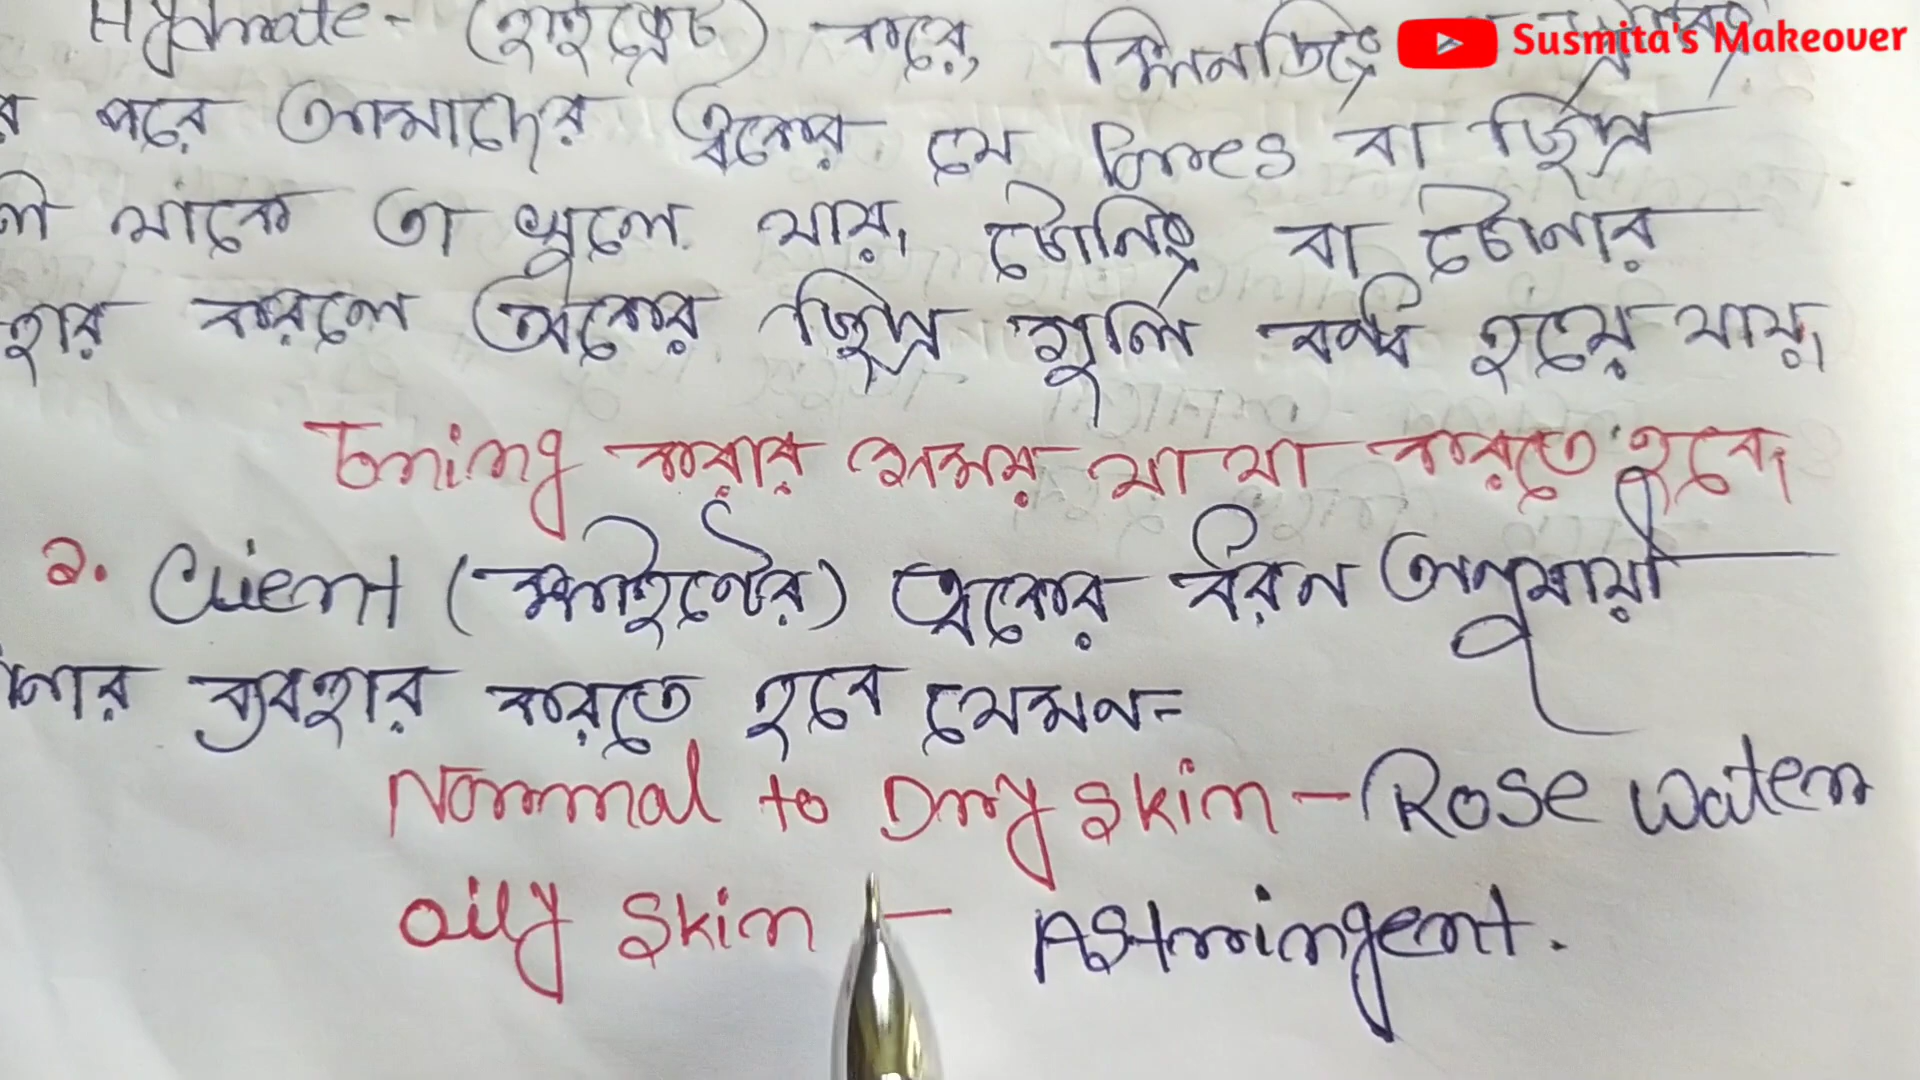 Hydrate- (হাইড্রেট) করে, ক্লিনজিং
Susmita's Makeover
র পরে আমাদের ত্বকের যে Pores বা ছিদ্র
লী থাকে তা খুলে যায়, টোনিং বা টোনার
হার করলে ত্বকের ছিদ্র গুলি বন্ধ হয়ে যায়,
Toning করার সময় যা যা করতে হবে,
১. Client (ক্লাইন্টের) ত্বকের ধরন অনুযায়ী
নার ব্যবহার করতে হবে যেমন-
Normal to Dry skin - Rose water
oily skin - Astringent.